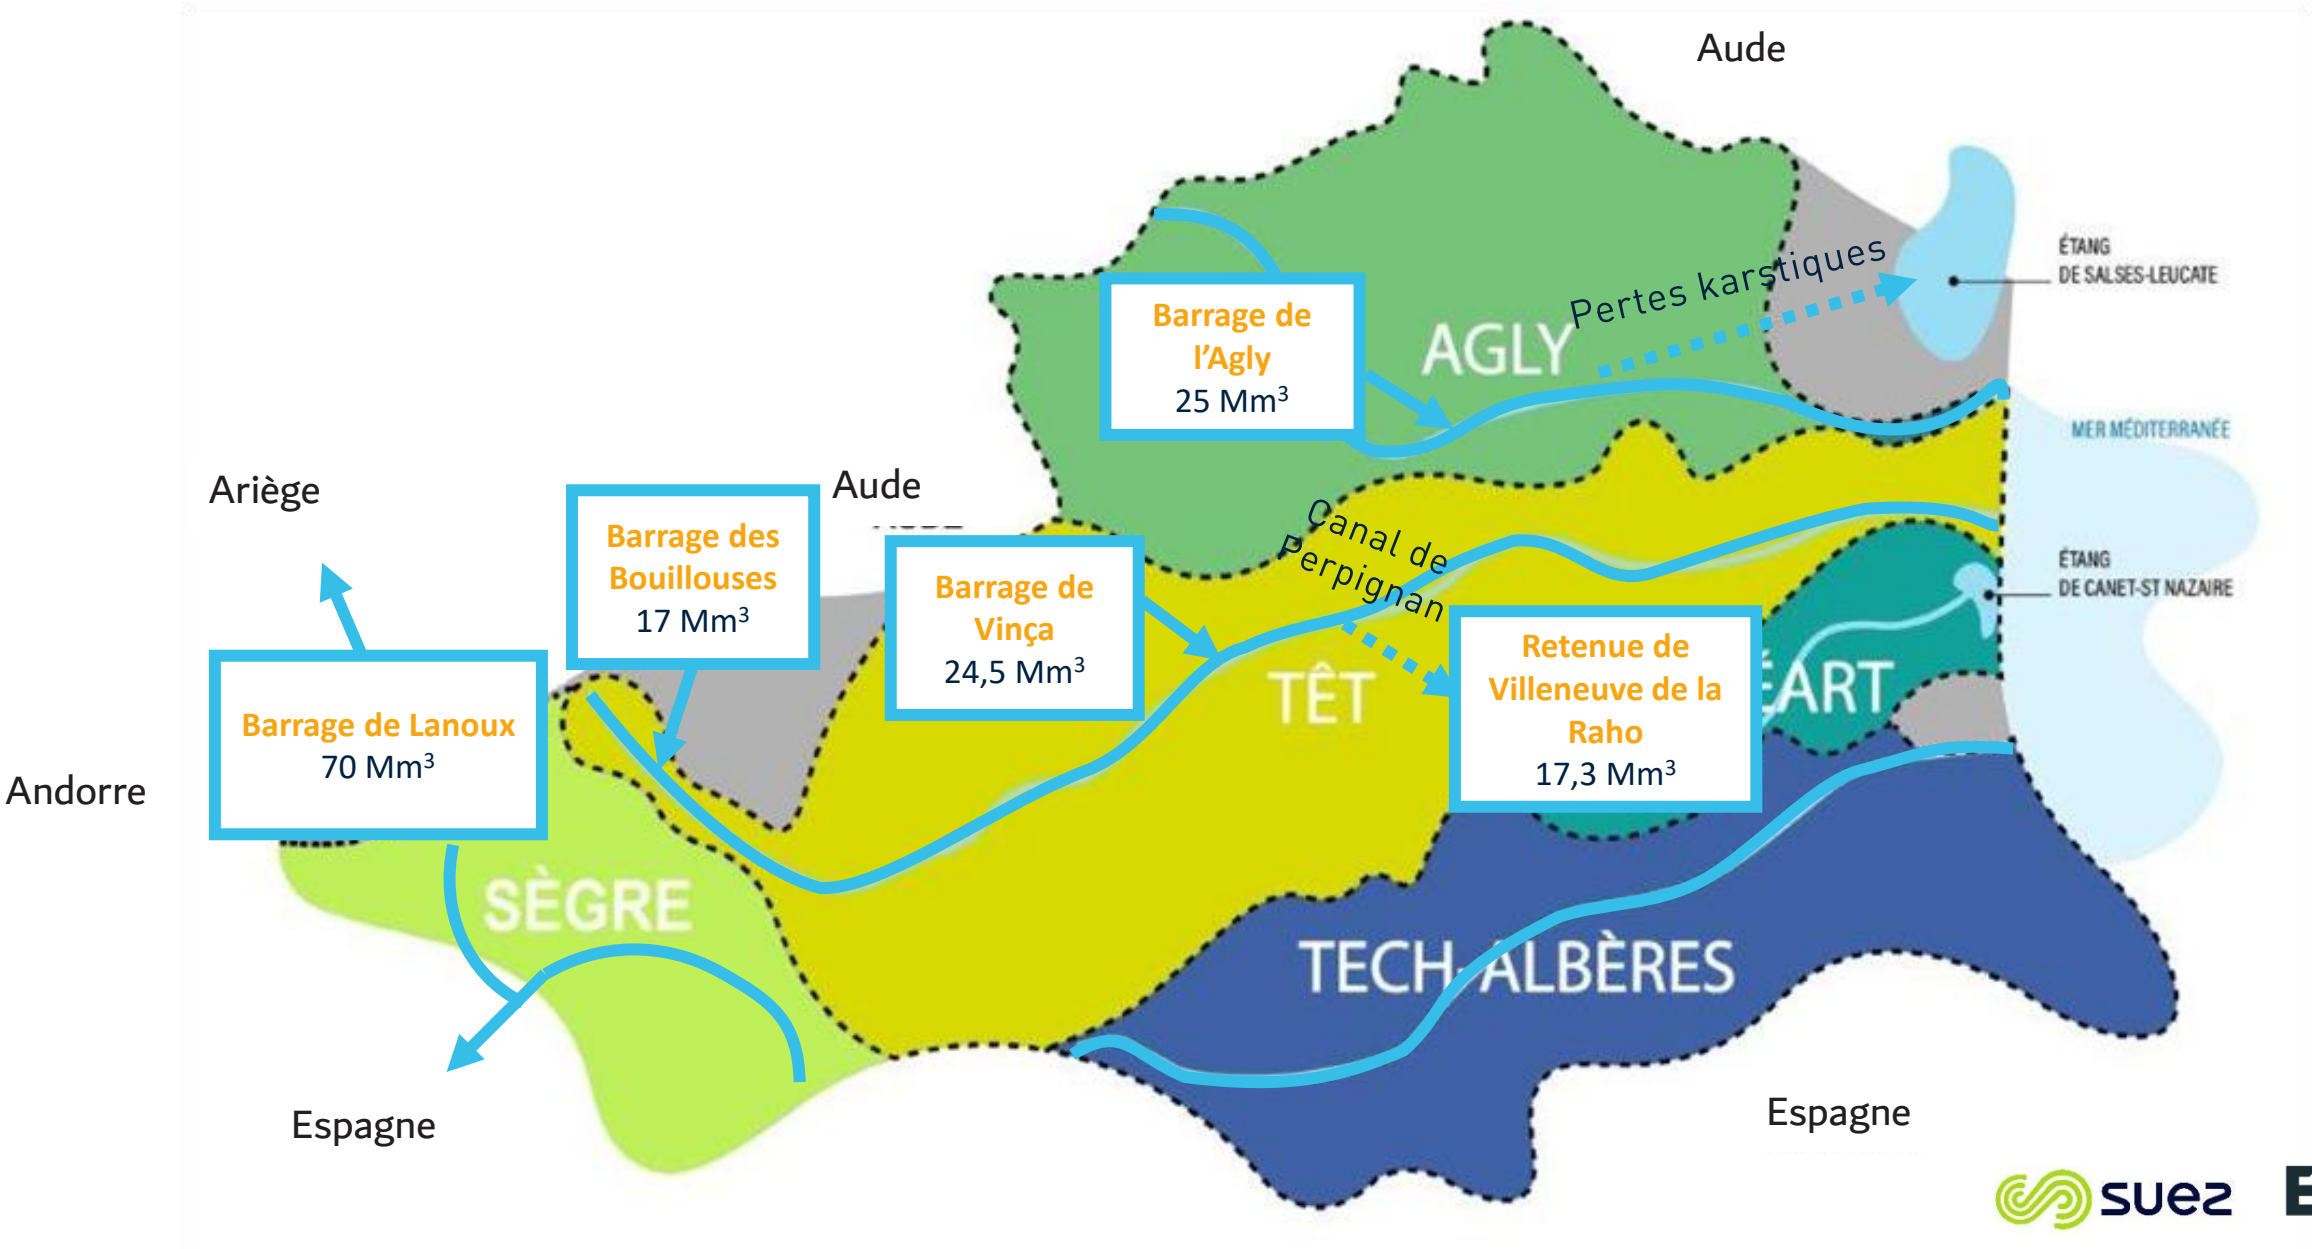 Aude
ÉTANG
DE SALSES-LEUCATE
Pertes karstiques
Barrage de
l'Agly
25 Mm³
AGLY
MER MÉDITERRANÉE
Ariège
Aude
Barrage des
Bouillouses
17 Mm³
Canal de
Perpignan
Barrage de
Vinça
24,5 Mm³
ÉTANG
DE CANET-ST NAZAIRE
Barrage de Lanoux
70 Mm³
TÊT
Retenue de
Villeneuve de la
Raho
17,3 Mm³
ÉART
Andorre
SÈGRE
TECH-ALBÈRES
Espagne
Espagne
suez